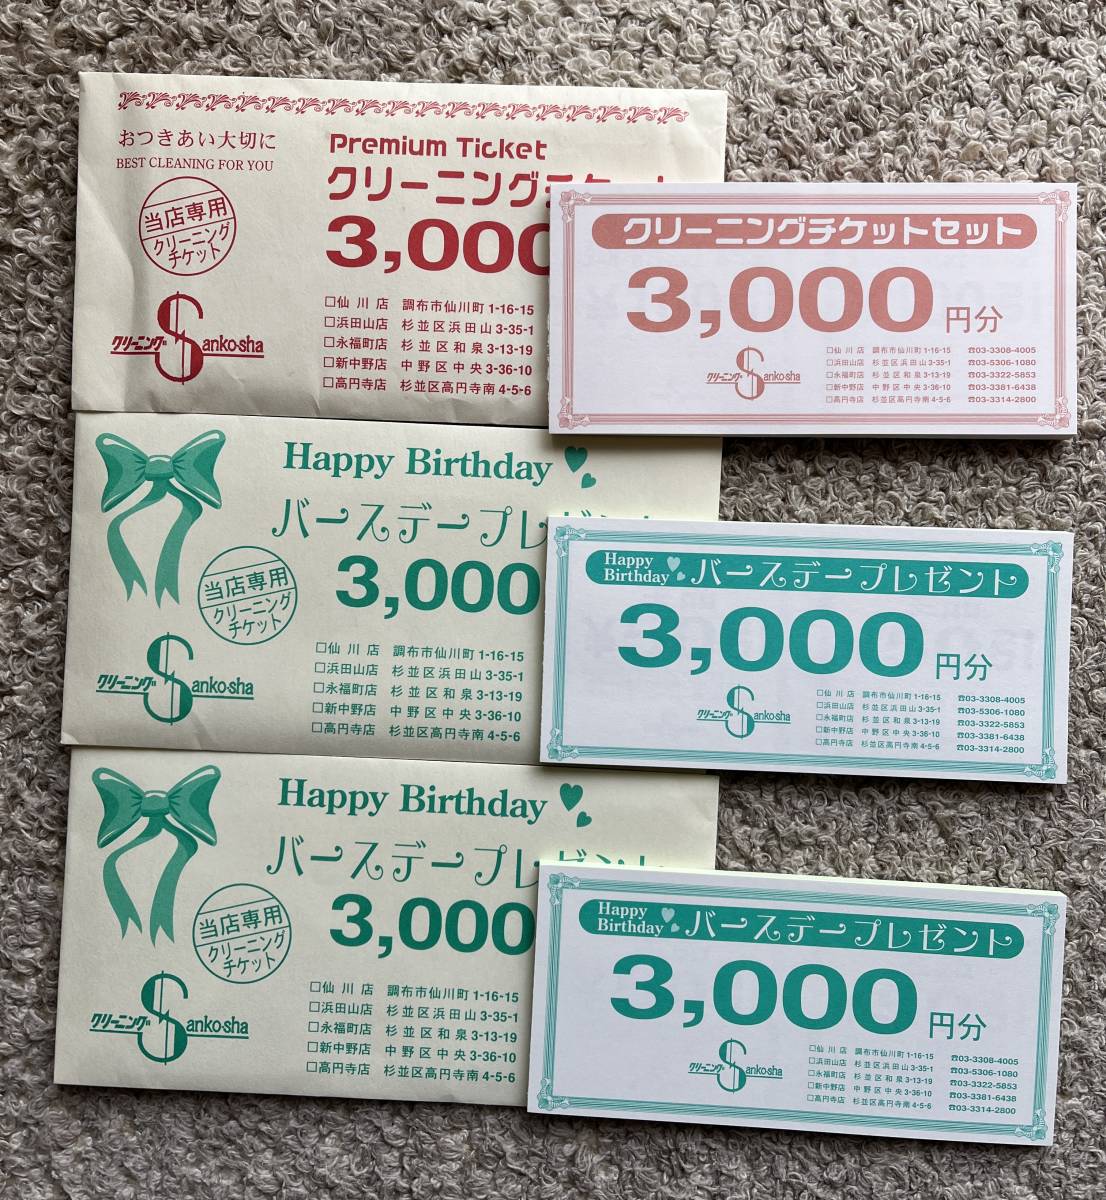 おつきあい大切に
BEST CLEANING FOR YOU
当店専用
クリーニング
チケット
クリーニング Sanko-sha
Premium Ticket
クリーニングチケット
3,000
□仙川店 調布市仙川町 1-16-15
□浜田山店 杉並区浜田山 3-35-1
□永福町店 杉並区和泉 3-13-19
□新中野店 中野区中央 3-36-10
□高円寺店 杉並区高円寺南 4-5-6
クリーニングチケットセット
3,000円分
クリーニング Sanko-sha
□仙川店 調布市仙川町 1-16-15 ☎03-3308-4005
□浜田山店 杉並区浜田山 3-35-1 ☎03-5306-1080
□永福町店 杉並区和泉 3-13-19 ☎03-3322-5853
□新中野店 中野区中央 3-36-10 ☎03-3381-6438
□高円寺店 杉並区高円寺南 4-5-6 ☎03-3314-2800
Happy Birthday
バースデープレゼント
3,000
当店専用
クリーニング
チケット
クリーニング Sanko-sha
□仙川店 調布市仙川町 1-16-15
□浜田山店 杉並区浜田山 3-35-1
□永福町店 杉並区和泉 3-13-19
□新中野店 中野区中央 3-36-10
□高円寺店 杉並区高円寺南 4-5-6
Happy
Birthday バースデープレゼント
3,000円分
クリーニング Sanko-sha
□仙川店 調布市仙川町 1-16-15 ☎03-3308-4005
□浜田山店 杉並区浜田山 3-35-1 ☎03-5306-1080
□永福町店 杉並区和泉 3-13-19 ☎03-3322-5853
□新中野店 中野区中央 3-36-10 ☎03-3381-6438
□高円寺店 杉並区高円寺南 4-5-6 ☎03-3314-2800
Happy Birthday
バースデープレゼント
3,000
当店専用
クリーニング
チケット
クリーニング Sanko-sha
□仙川店 調布市仙川町 1-16-15
□浜田山店 杉並区浜田山 3-35-1
□永福町店 杉並区和泉 3-13-19
□新中野店 中野区中央 3-36-10
□高円寺店 杉並区高円寺南 4-5-6
Happy
Birthday バースデープレゼント
3,000円分
クリーニング Sanko-sha
□仙川店 調布市仙川町 1-16-15 ☎03-3308-4005
□浜田山店 杉並区浜田山 3-35-1 ☎03-5306-1080
□永福町店 杉並区和泉 3-13-19 ☎03-3322-5853
□新中野店 中野区中央 3-36-10 ☎03-3381-6438
□高円寺店 杉並区高円寺南 4-5-6 ☎03-3314-2800